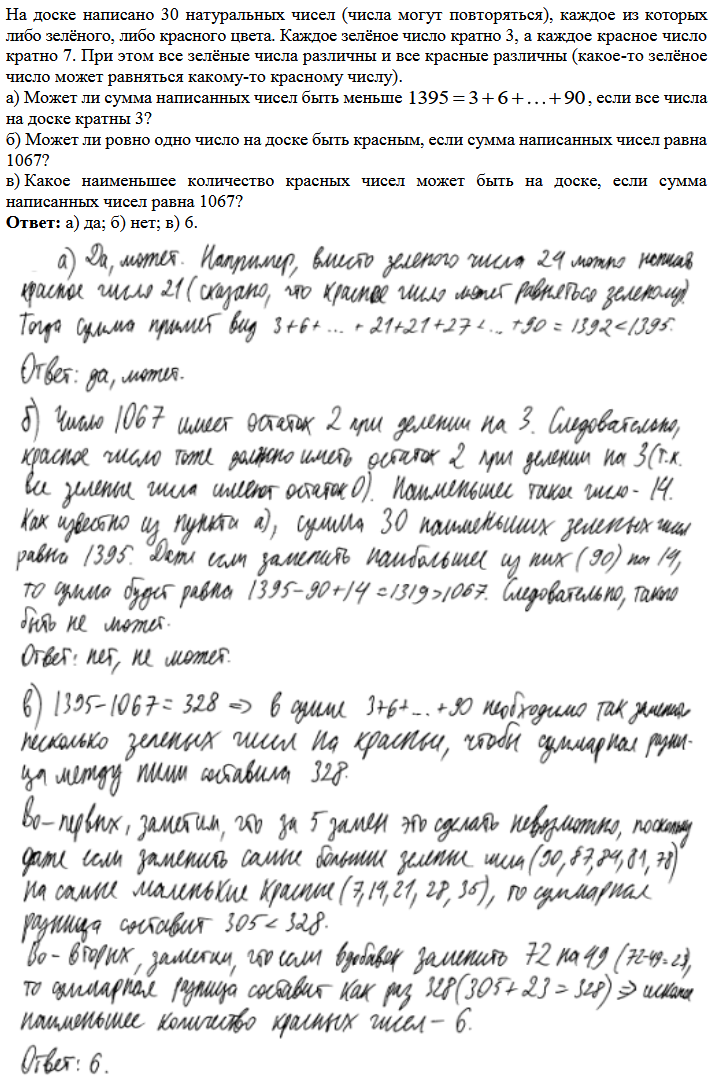 На доске написано 30 натуральных чисел (числа могут повторяться), каждое из которых
либо зелёного, либо красного цвета. Каждое зелёное число кратно 3, а каждое красное число
кратно 7. При этом все зелёные числа различны и все красные различны (какое-то зелёное
число может равняться какому-то красному числу).
а) Может ли сумма написанных чисел быть меньше 1395 = 3 + 6 + … + 90, если все числа
на доске кратны 3?
б) Может ли ровно одно число на доске быть красным, если сумма написанных чисел равна
1067?
в) Какое наименьшее количество красных чисел может быть на доске, если сумма
написанных чисел равна 1067?
Ответ: а) да; б) нет; в) 6.
а) Да, может. Например, вместо зеленого числа 24 можно написать
красное число 21 (сказано, что красное число может равняться зеленому).
Тогда сумма примет вид 3+6+ ... + 21+21+27+ ... +90 = 1392 < 1395.
Ответ: да, может.
б) Число 1067 имеет остаток 2 при делении на 3. Следовательно,
красное число тоже должно иметь остаток 2 при делении на 3 (т.к.
все зеленые числа имеют остаток 0). Наименьшее такое число - 14.
Как известно из пункта а), сумма 30 наименьших зеленых чисел
равна 1395. Даже если заменить наибольшее из них (90) на 14,
то сумма будет равна 1395-90+14=1319>1067. Следовательно, такого
быть не может.
Ответ: нет, не может.
в) 1395-1067=328 => в сумме 3+6+...+90 необходимо так заменить
несколько зеленых чисел на красные, чтобы суммарная разни-
ца между ними составила 328.
Во-первых, заметим, что за 5 замен это сделать невозможно, поскольку
даже если заменить самые большие зеленые числа (90, 87, 84, 81, 78)
на самые маленькие красные (7, 14, 21, 28, 35), то суммарная
разница составит 305 < 328.
Во-вторых, заметим, что если вдобавок заменить 72 на 49 (72-49=23),
то суммарная разница составит как раз 328 (305+23=328) => искомое
наименьшее количество красных чисел - 6.
Ответ: 6.